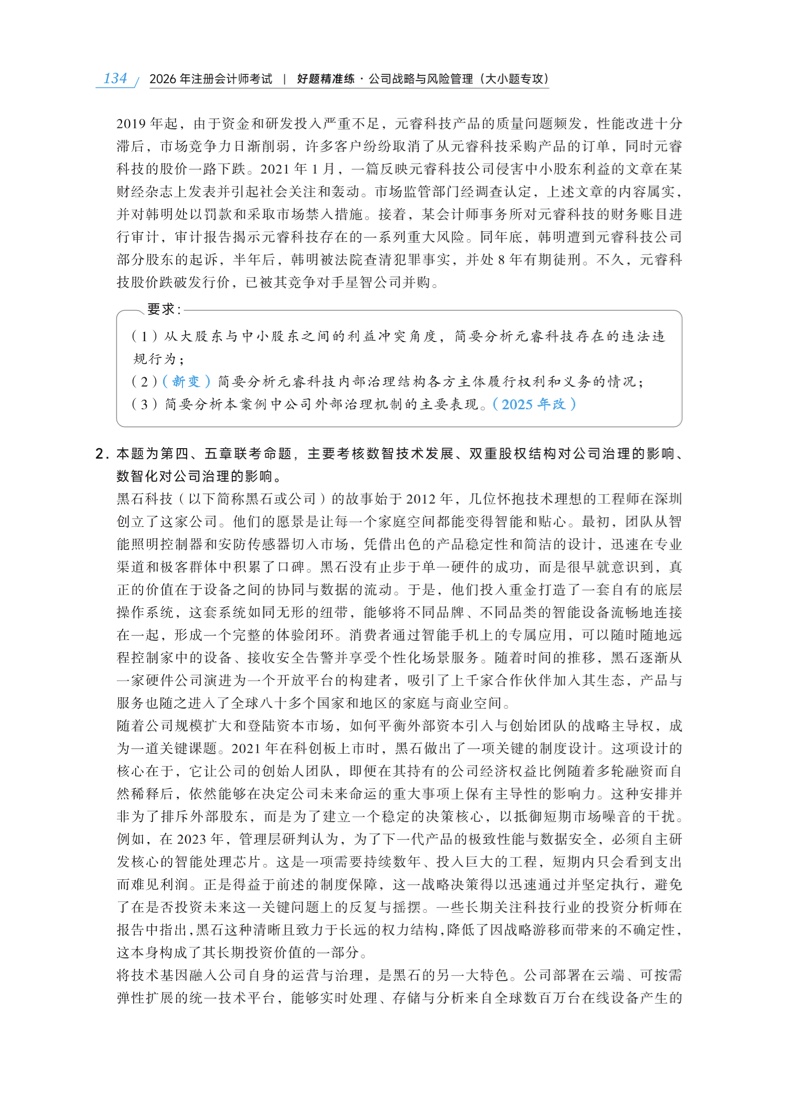 134 2026 年注册会计师考试 | 好题精准练·公司战略与风险管理（大小题专攻）
2019 年起，由于资金和研发投入严重不足，元睿科技产品的质量问题频发，性能改进十分
滞后，市场竞争力日渐削弱，许多客户纷纷取消了从元睿科技采购产品的订单，同时元睿
科技的股价一路下跌。2021 年 1 月，一篇反映元睿科技公司侵害中小股东利益的文章在某
财经杂志上发表并引起社会关注和轰动。市场监管部门经调查认定，上述文章的内容属实，
并对韩明处以罚款和采取市场禁入措施。接着，某会计师事务所对元睿科技的财务账目进
行审计，审计报告揭示元睿科技存在的一系列重大风险。同年底，韩明遭到元睿科技公司
部分股东的起诉，半年后，韩明被法院查清犯罪事实，并处 8 年有期徒刑。不久，元睿科
技股价跌破发行价，已被其竞争对手星智公司并购。
要求：
（1）从大股东与中小股东之间的利益冲突角度，简要分析元睿科技存在的违法违
规行为；
（2）（新变）简要分析元睿科技内部治理结构各方主体履行权利和义务的情况；
（3）简要分析本案例中公司外部治理机制的主要表现。（2025 年改）
2. 本题为第四、五章联考命题，主要考核数智技术发展、双重股权结构对公司治理的影响、
数智化对公司治理的影响。
黑石科技（以下简称黑石或公司）的故事始于 2012 年，几位怀抱技术理想的工程师在深圳
创立了这家公司。他们的愿景是让每一个家庭空间都能变得智能和贴心。最初，团队从智
能照明控制器和安防传感器切入市场，凭借出色的产品稳定性和简洁的设计，迅速在专业
渠道和极客群体中积累了口碑。黑石没有止步于单一硬件的成功，而是很早就意识到，真
正的价值在于设备之间的协同与数据的流动。于是，他们投入重金打造了一套自有的底层
操作系统，这套系统如同无形的纽带，能够将不同品牌、不同品类的智能设备流畅地连接
在一起，形成一个完整的体验闭环。消费者通过智能手机上的专属应用，可以随时随地远
程控制家中的设备、接收安全告警并享受个性化场景服务。随着时间的推移，黑石逐渐从
一家硬件公司演进为一个开放平台的构建者，吸引了上千家合作伙伴加入其生态，产品与
服务也随之进入了全球八十多个国家和地区的家庭与商业空间。
随着公司规模扩大和登陆资本市场，如何平衡外部资本引入与创始团队的战略主导权，成
为一道关键课题。2021 年在科创板上市时，黑石做出了一项关键的制度设计。这项设计的
核心在于，它让公司的创始人团队，即便在其持有的公司经济权益比例随着多轮融资而自
然稀释后，依然能够在决定公司未来命运的重大事项上保有主导性的影响力。这种安排并
非为了排斥外部股东，而是为了建立一个稳定的决策核心，以抵御短期市场噪音的干扰。
例如，在 2023 年，管理层研判认为，为了下一代产品的极致性能与数据安全，必须自主研
发核心的智能处理芯片。这是一项需要持续数年、投入巨大的工程，短期内只会看到支出
而难见利润。正是得益于前述的制度保障，这一战略决策得以迅速通过并坚定执行，避免
了在是否投资未来这一关键问题上的反复与摇摆。一些长期关注科技行业的投资分析师在
报告中指出，黑石这种清晰且致力于长远的权力结构，降低了因战略游移而带来的不确定性，
这本身构成了其长期投资价值的一部分。
将技术基因融入公司自身的运营与治理，是黑石的另一大特色。公司部署在云端、可按需
弹性扩展的统一技术平台，能够实时处理、存储与分析来自全球数百万台在线设备产生的